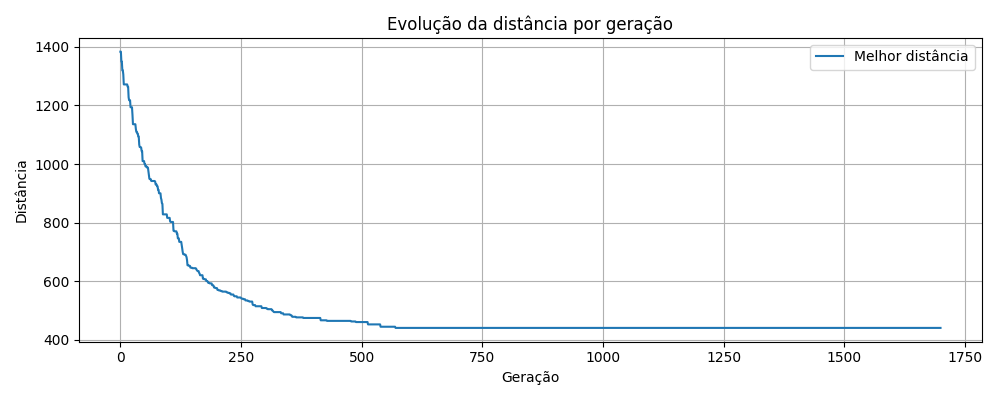 Evolução da distância por geração
Melhor distância
Distância
1400
1200
1000
800
600
400
0 250 500 750 1000 1250 1500 1750
Geração